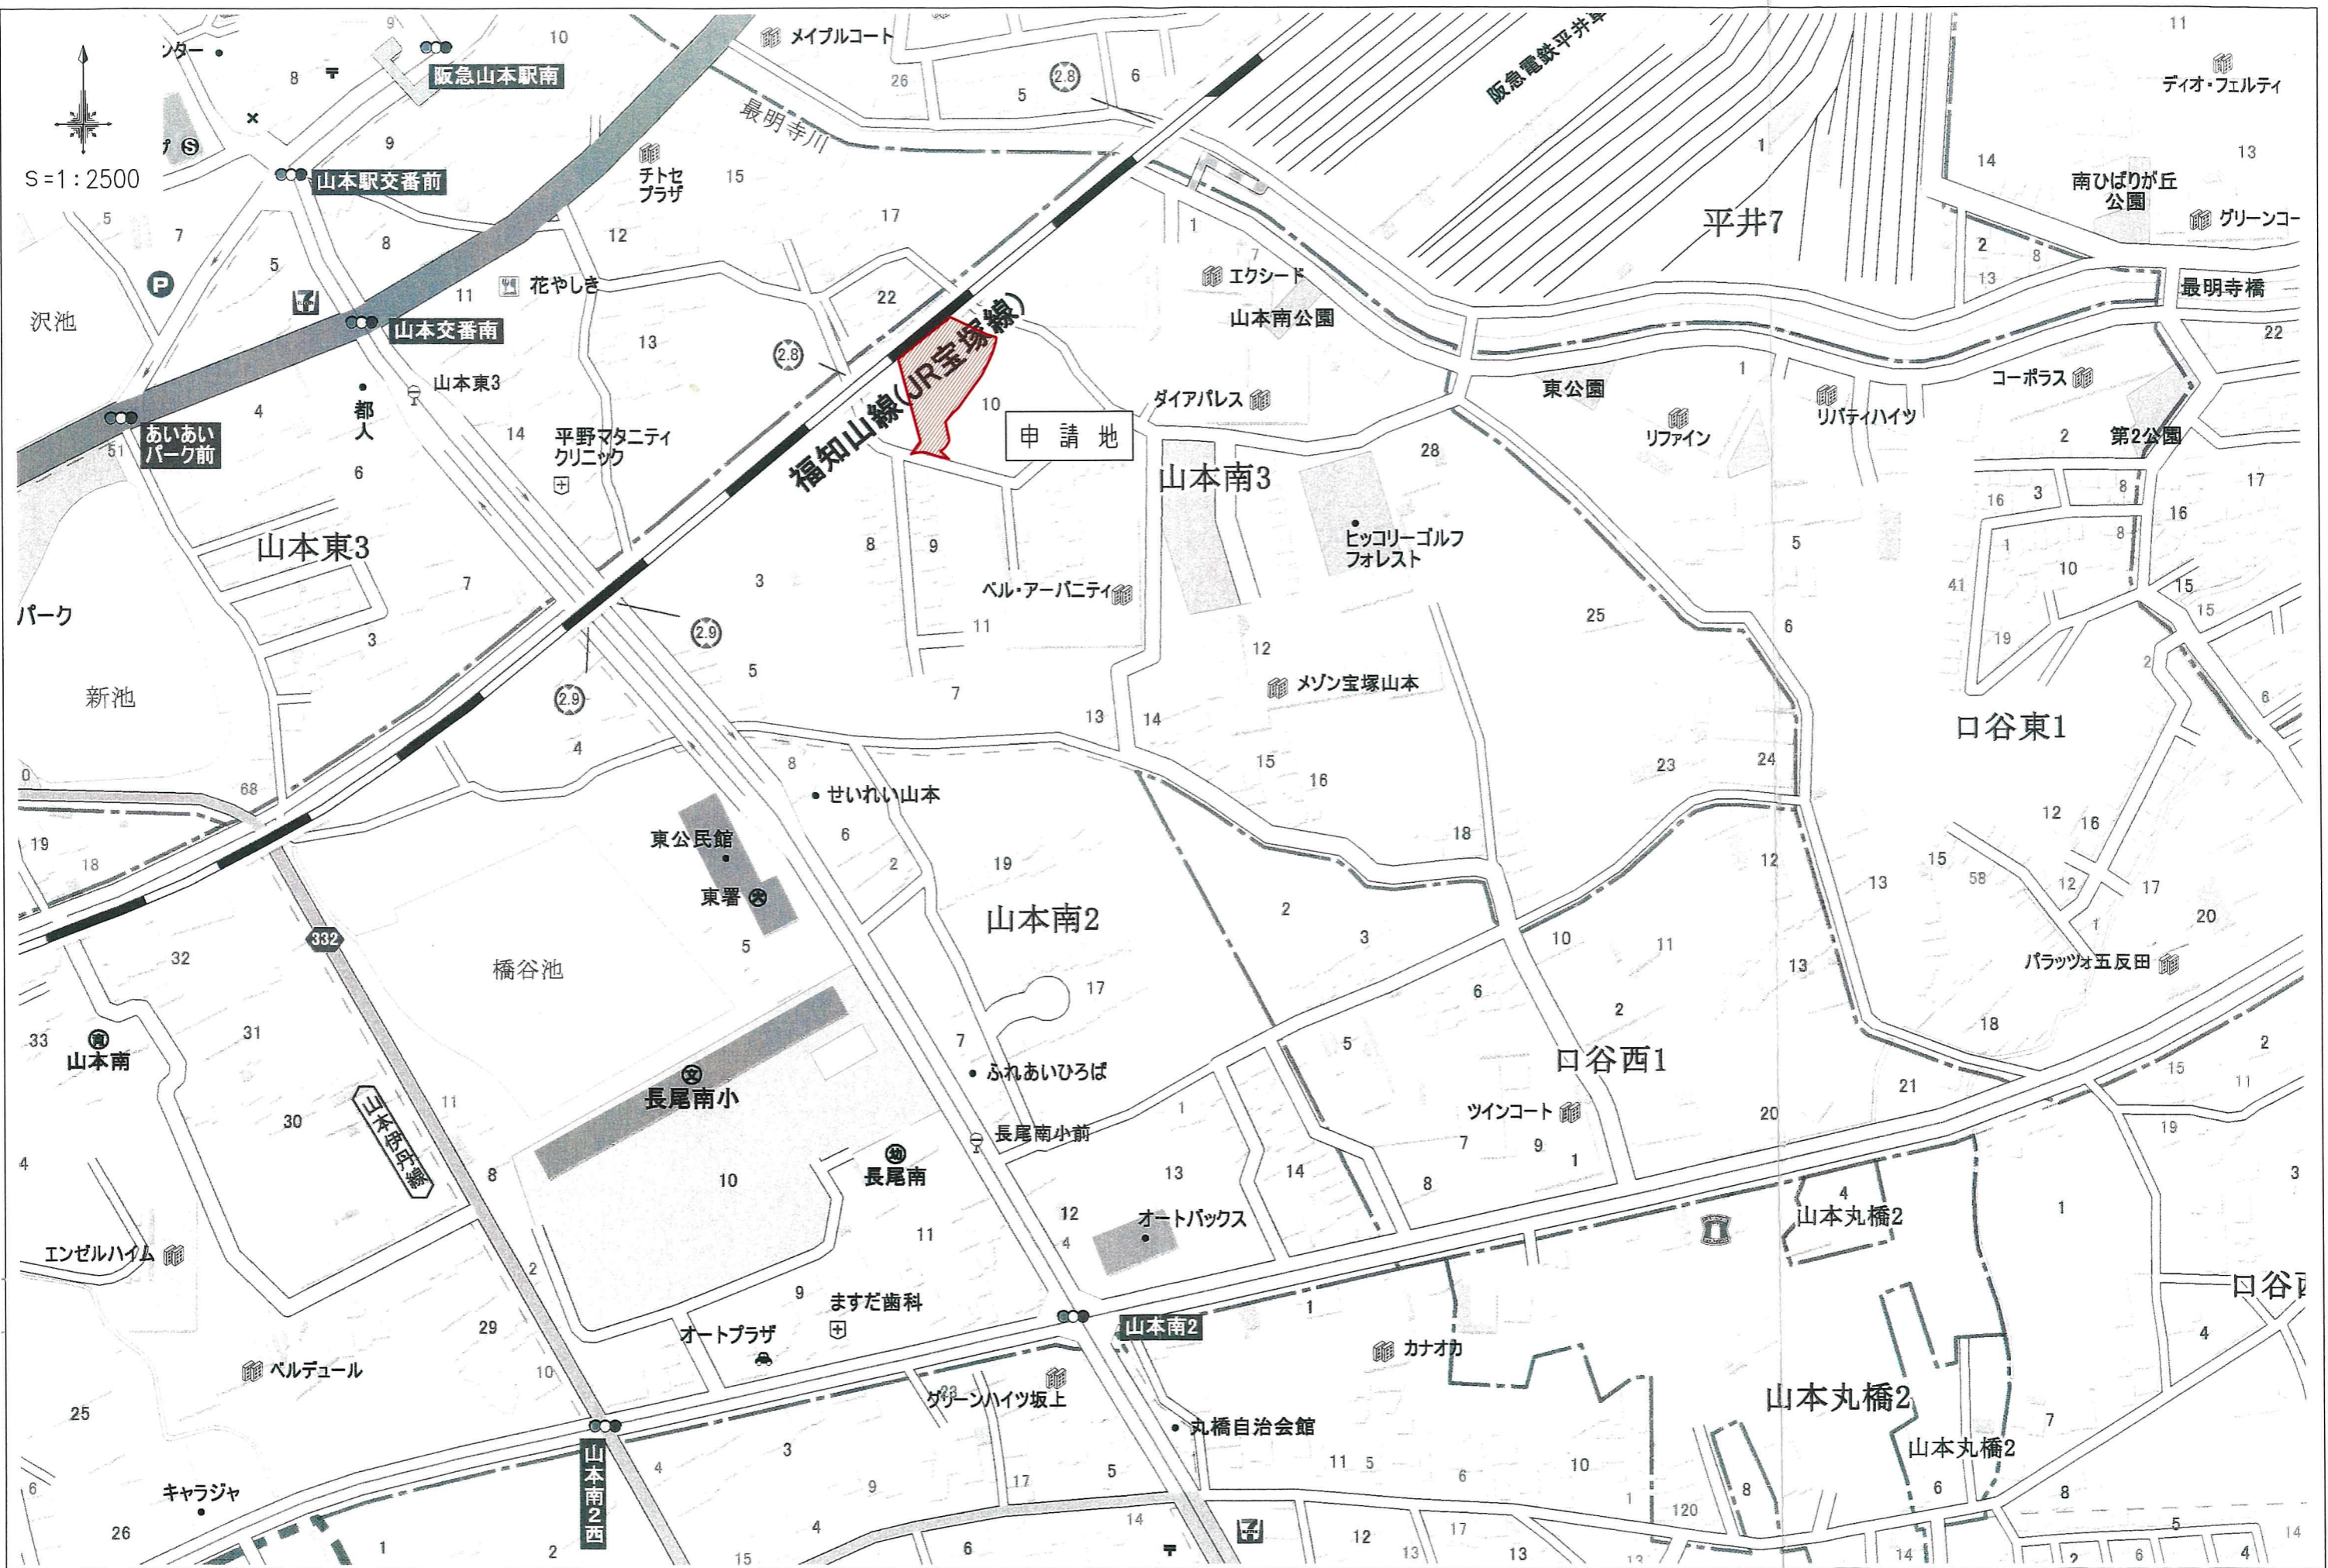 メイプルコート
阪急電鉄平井車
ディオ・フェルティ
阪急山本駅南
最明寺川
S=1:2500
山本駅交番前
チトセ
プラザ
平井7
南ひばりが丘
公園
グリーンコー
エクシード
山本南公園
最明寺橋
花やしき
沢池
山本交番南
山本東3
都人
あいあい
パーク前
平野マタニティ
クリニック
福知山線(JR宝塚線)
申請地
ダイアパレス
東公園
リファイン
リバティハイツ
コーポラス
第2公園
山本南3
ヒッコリーゴルフ
フォレスト
山本東3
ベル・アーバニティ
パーク
新池
メゾン宝塚山本
口谷東1
せいれい山本
東公民館
東署
山本南2
332
橋谷池
パラッツォ五反田
山本南
長尾南小
ふれあいひろば
口谷西1
ツインコート
山本伊丹線
長尾南小前
長尾南
オートバックス
山本丸橋2
エンゼルハイム
ますだ歯科
オートプラザ
山本南2
カナオカ
ベルデュール
グリーンハイツ坂上
丸橋自治会館
山本丸橋2
山本丸橋2
キャラジャ
山本南2西
2.8
2.8
2.9
2.9